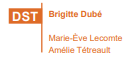 DST
Brigitte Dubé
Marie-Ève Lecomte
Amélie Tétreault